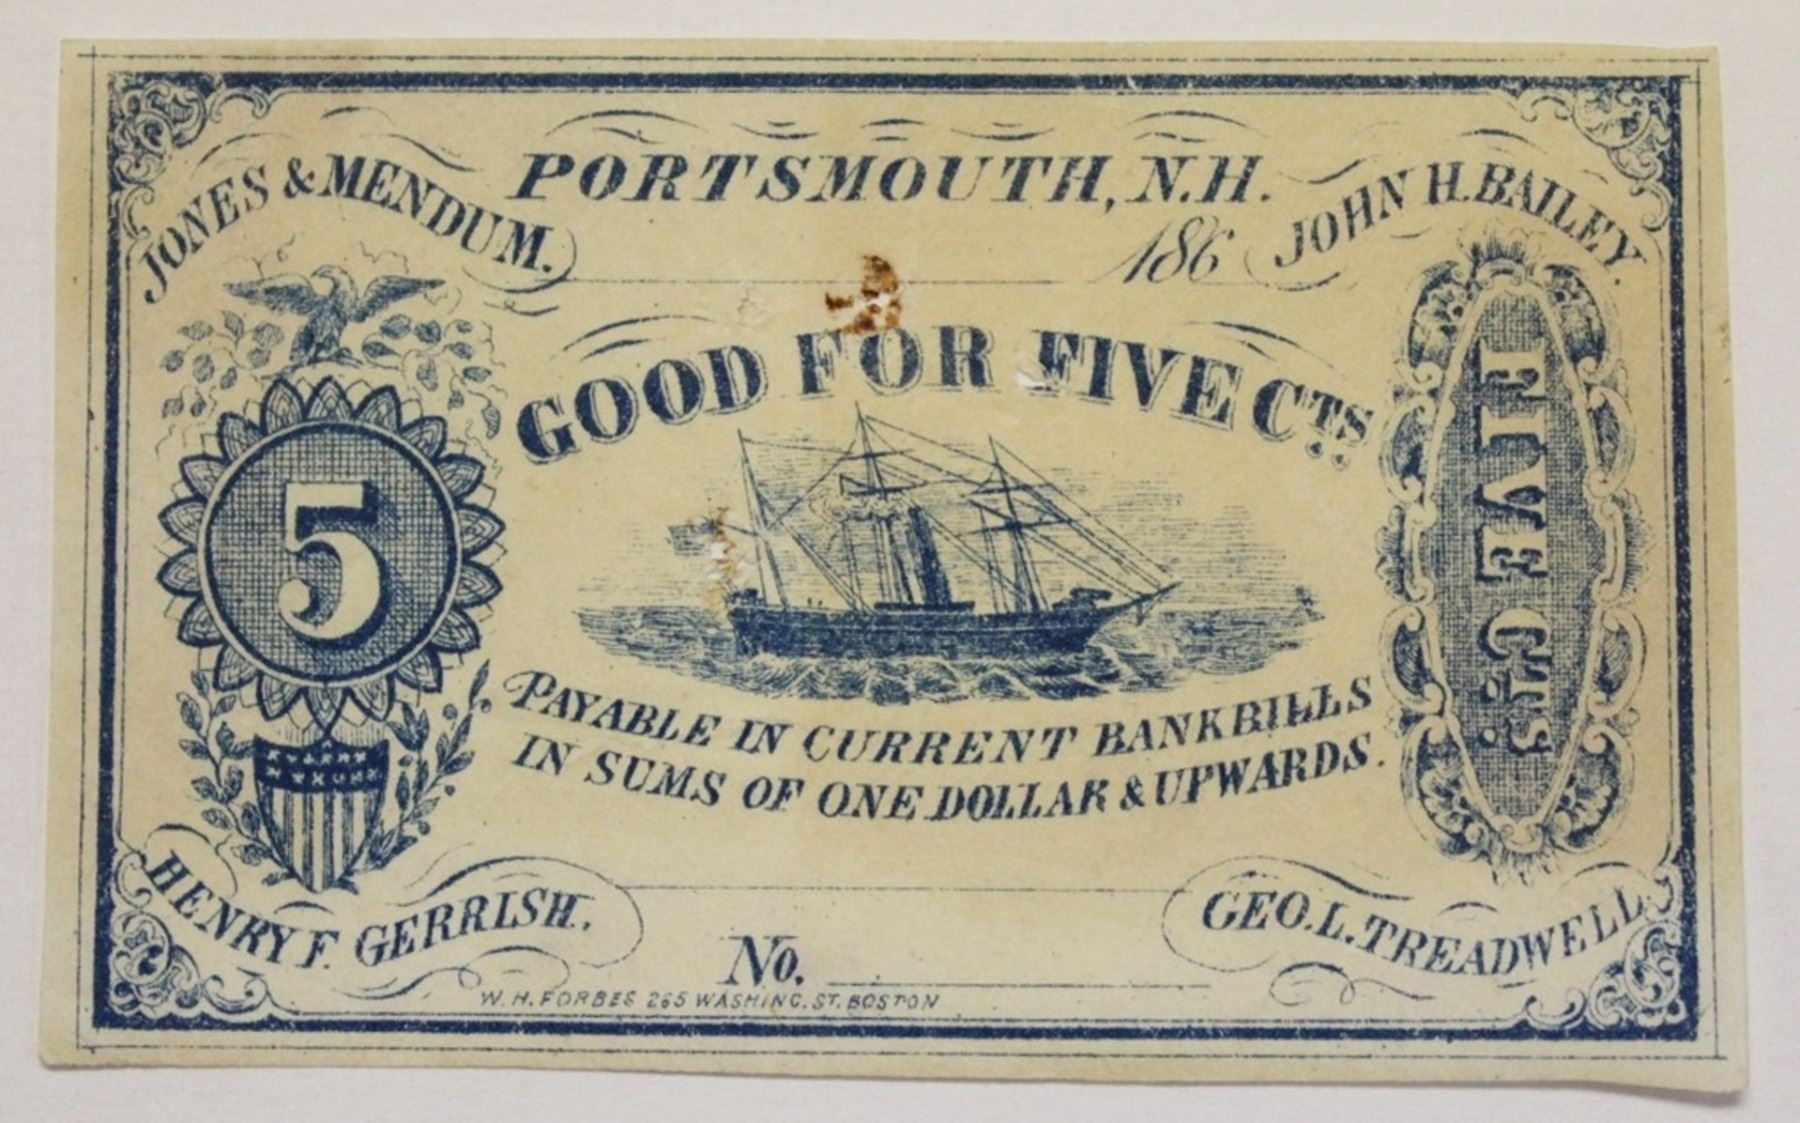 PORTSMOUTH, N.H.
JONES & MENDUM.
186
JOHN H. BAILEY.
GOOD FOR FIVE CTS.
5
FIVE CTS.
PAYABLE IN CURRENT BANKBILLS
IN SUMS OF ONE DOLLAR & UPWARDS.
HENRY F. GERRISH.
GEO. L. TREADWELL
No.
W. H. FORBES 265 WASHING. ST. BOSTON